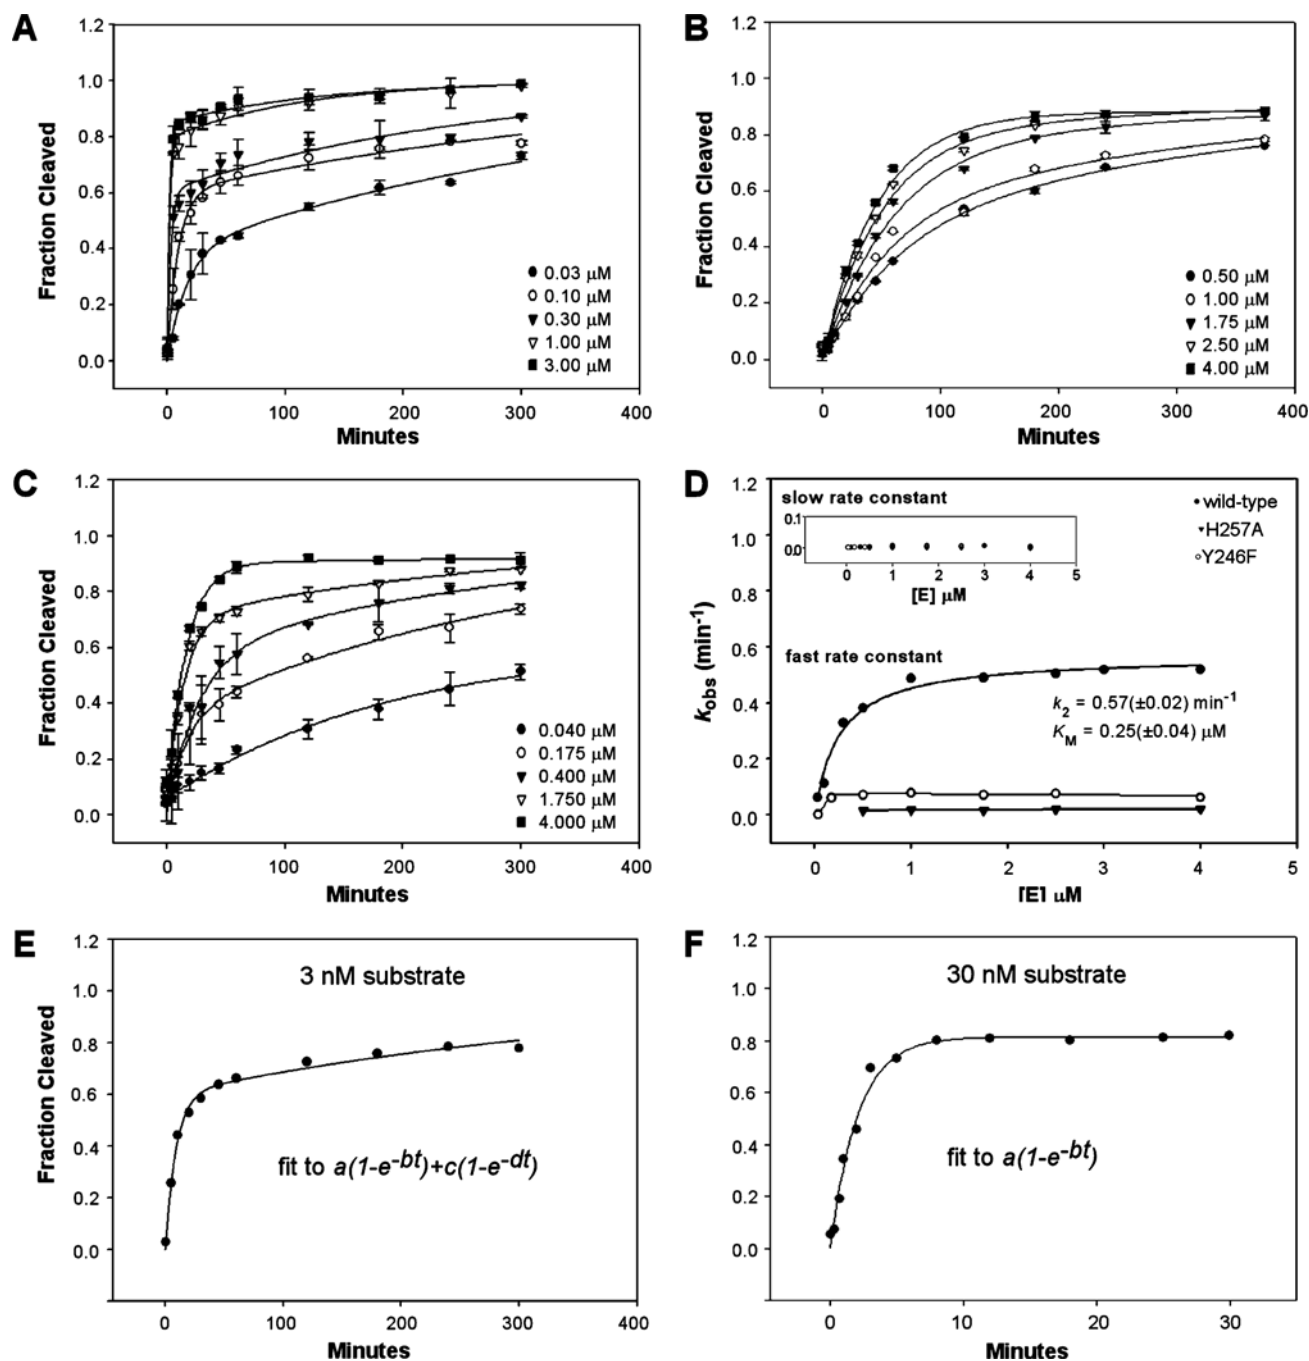 A
1.2
1.0
0.8
0.6
0.4
0.2
0.0
Fraction Cleaved
0.03 μM
0.10 μM
0.30 μM
1.00 μM
3.00 μM
0 100 200 300 400
Minutes
B
1.2
1.0
0.8
0.6
0.4
0.2
0.0
Fraction Cleaved
0.50 μM
1.00 μM
1.75 μM
2.50 μM
4.00 μM
0 100 200 300 400
Minutes
C
1.2
1.0
0.8
0.6
0.4
0.2
0.0
Fraction Cleaved
0.040 μM
0.175 μM
0.400 μM
1.750 μM
4.000 μM
0 100 200 300 400
Minutes
D
1.2
1.0
0.8
0.6
0.4
0.2
0.0
kobs (min-1)
slow rate constant
0.1
0.0
0 1 2 3 4 5
[E] μM
wild-type
H257A
Y246F
fast rate constant
k2 = 0.57(±0.02) min-1
KM = 0.25(±0.04) μM
0 1 2 3 4 5
[E] μM
E
1.2
1.0
0.8
0.6
0.4
0.2
0.0
Fraction Cleaved
3 nM substrate
fit to a(1-e-bt)+c(1-e-dt)
0 100 200 300 400
Minutes
F
1.2
1.0
0.8
0.6
0.4
0.2
0.0
30 nM substrate
fit to a(1-e-bt)
0 10 20 30
Minutes